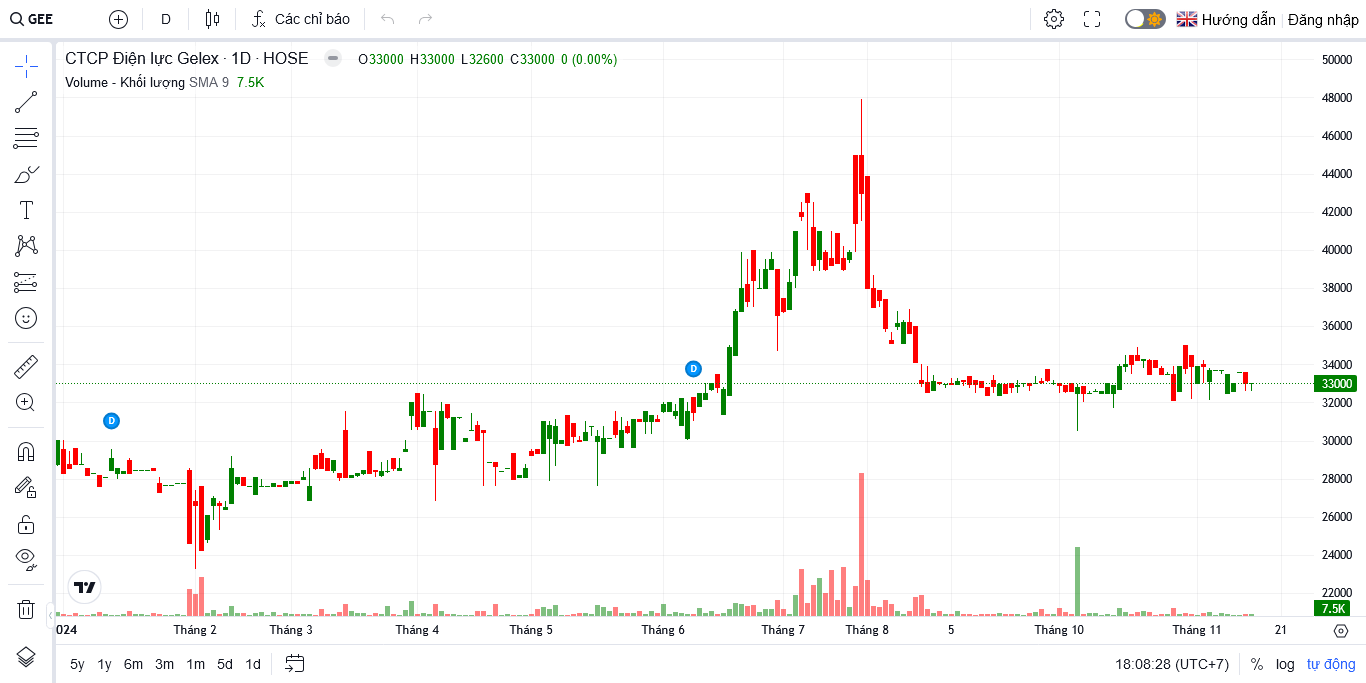 GEE D Các chỉ báo Hướng dẫn Đăng nhập
CTCP Điện lực Gelex · 1D · HOSE O33000 H33000 L32600 C33000 0 (0.00%)
Volume - Khối lượng SMA 9 7.5K
50000
48000
46000
44000
42000
40000
38000
36000
34000
33000
32000
30000
28000
26000
24000
22000
7.5K
D
D
024 Tháng 2 Tháng 3 Tháng 4 Tháng 5 Tháng 6 Tháng 7 Tháng 8 5 Tháng 10 Tháng 11 21
5y 1y 6m 3m 1m 5d 1d 18:08:28 (UTC+7) % log tự động